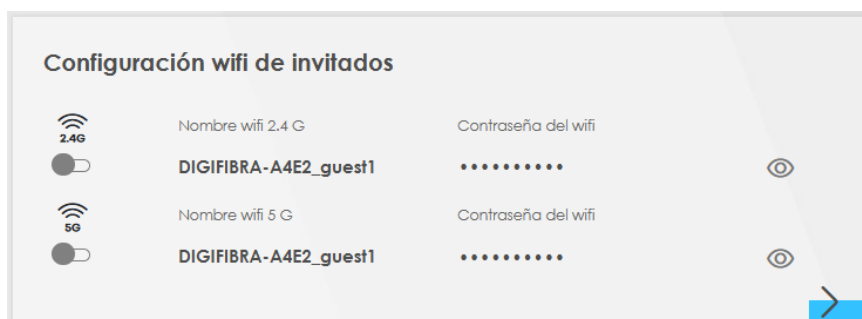 Configuración wifi de invitados
2.4G
Nombre wifi 2.4 G Contraseña del wifi
DIGIFIBRA-A4E2_guest1 ••••••••••
5G
Nombre wifi 5 G Contraseña del wifi
DIGIFIBRA-A4E2_guest1 ••••••••••